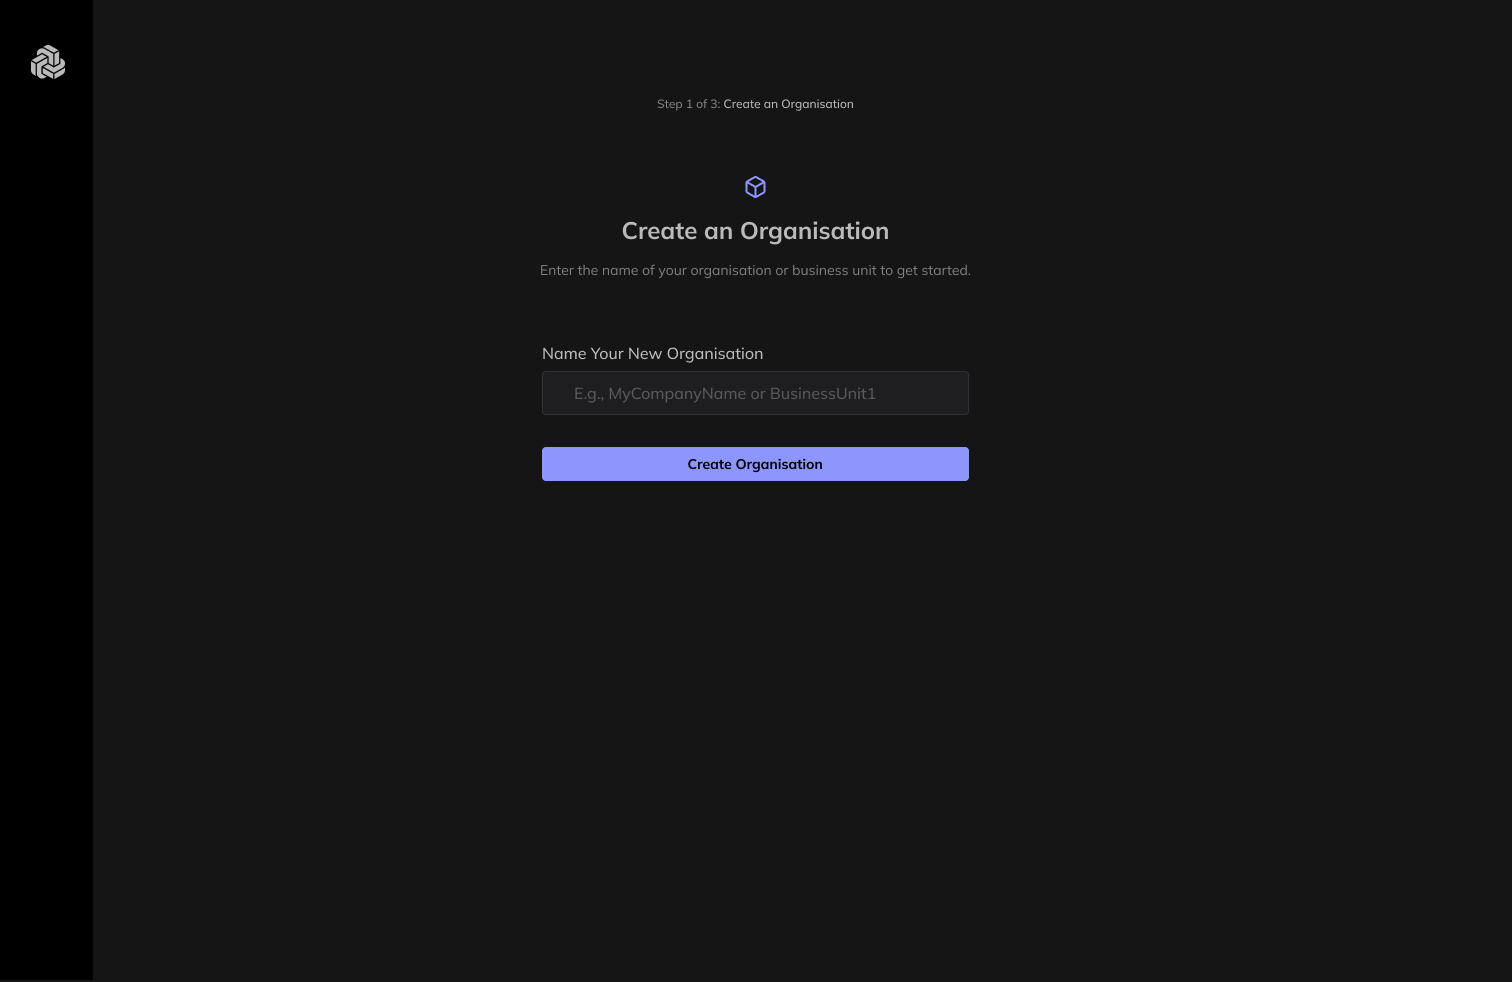 Step 1 of 3: Create an Organisation
Create an Organisation
Enter the name of your organisation or business unit to get started.
Name Your New Organisation
E.g., MyCompanyName or BusinessUnit1
Create Organisation